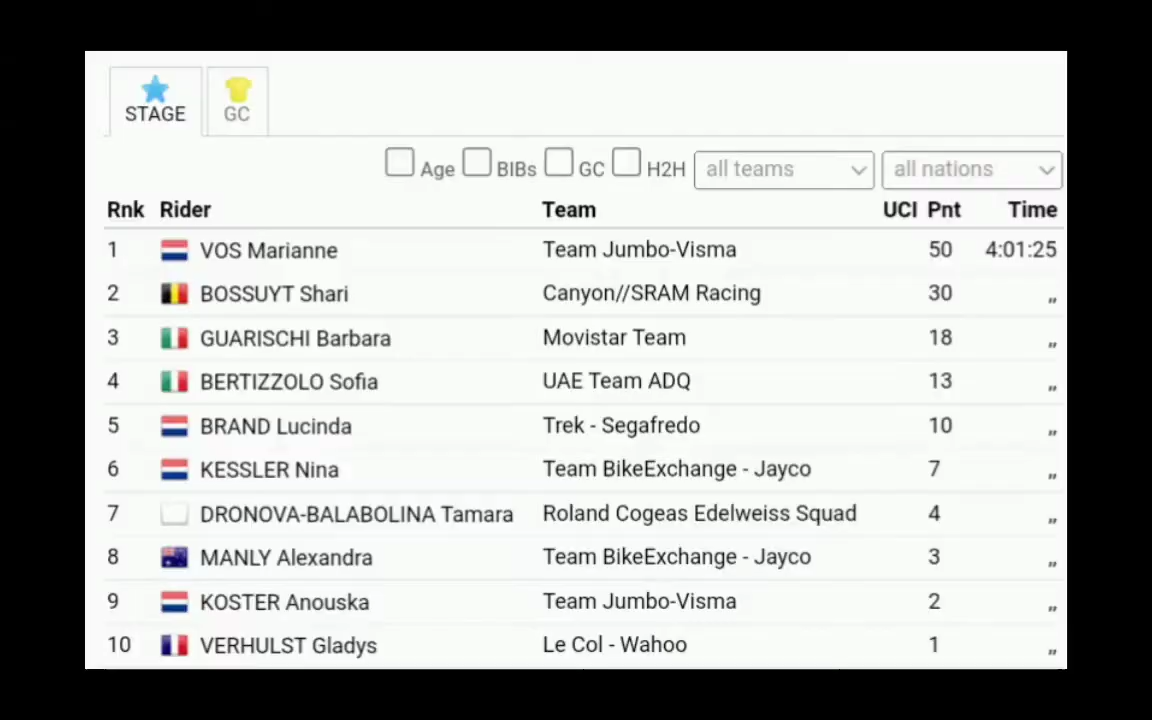 STAGE GC
Age BIBs GC H2H all teams all nations
Rnk Rider Team UCI Pnt Time
1 VOS Marianne Team Jumbo-Visma 50 4:01:25
2 BOSSUYT Shari Canyon//SRAM Racing 30 ,,
3 GUARISCHI Barbara Movistar Team 18 ,,
4 BERTIZZOLO Sofia UAE Team ADQ 13 ,,
5 BRAND Lucinda Trek - Segafredo 10 ,,
6 KESSLER Nina Team BikeExchange - Jayco 7 ,,
7 DRONOVA-BALABOLINA Tamara Roland Cogeas Edelweiss Squad 4 ,,
8 MANLY Alexandra Team BikeExchange - Jayco 3 ,,
9 KOSTER Anouska Team Jumbo-Visma 2 ,,
10 VERHULST Gladys Le Col - Wahoo 1 ,,